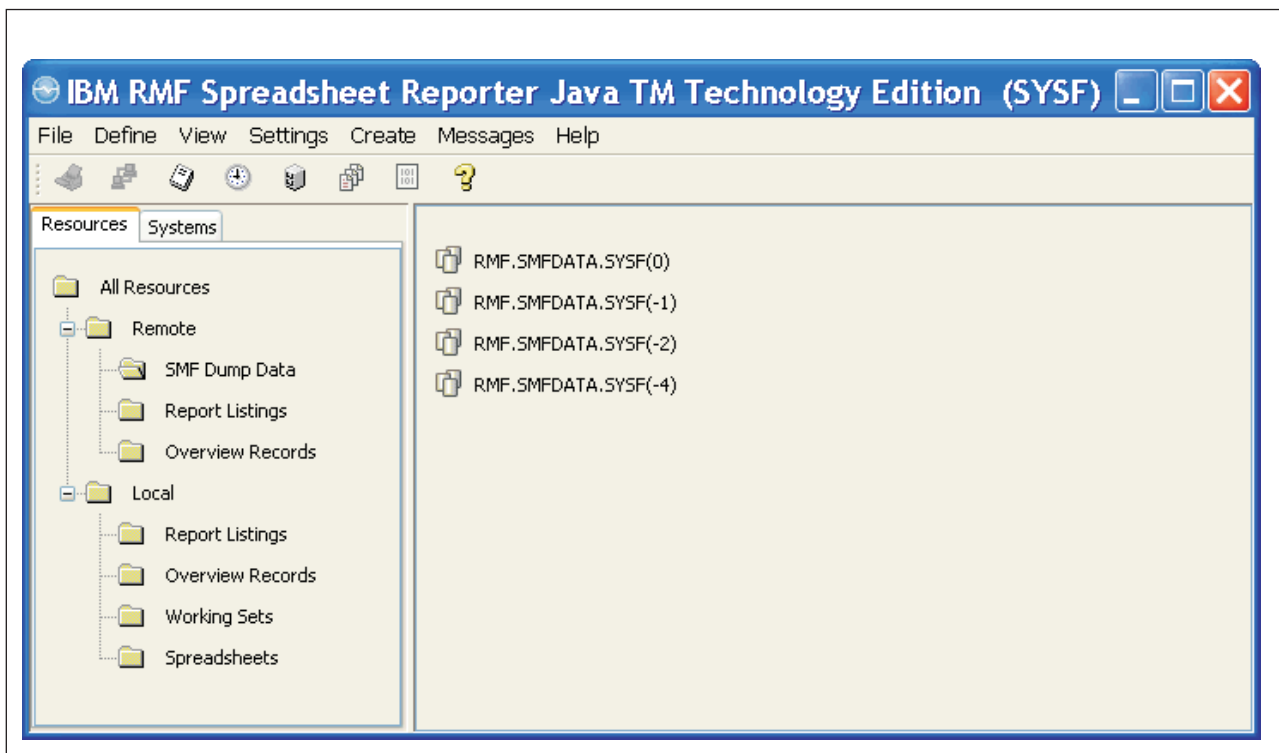 IBM RMF Spreadsheet Reporter Java TM Technology Edition (SYSF)
File Define View Settings Create Messages Help
Resources Systems
All Resources
Remote
SMF Dump Data
Report Listings
Overview Records
Local
Report Listings
Overview Records
Working Sets
Spreadsheets
RMF.SMFDATA.SYSF(0)
RMF.SMFDATA.SYSF(-1)
RMF.SMFDATA.SYSF(-2)
RMF.SMFDATA.SYSF(-4)